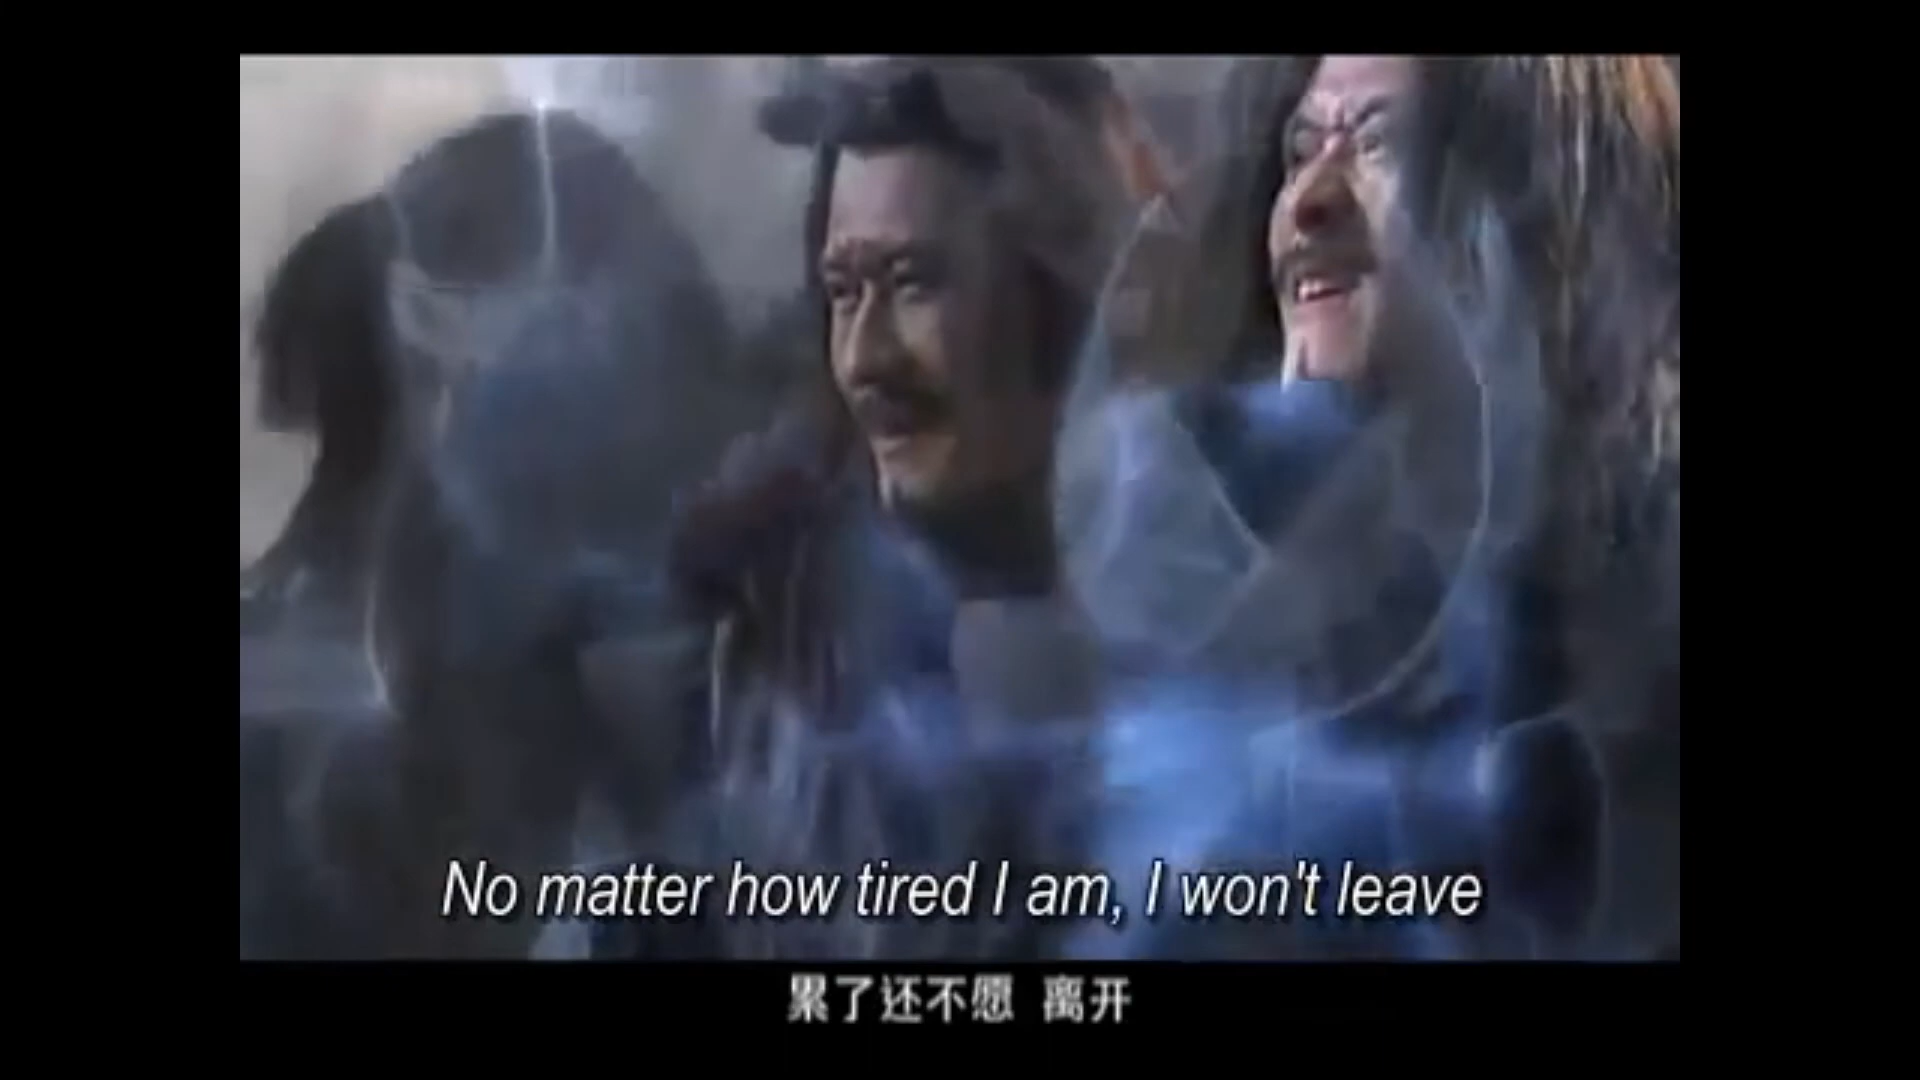 No matter how tired I am, I won't leave
累了还不愿 离开